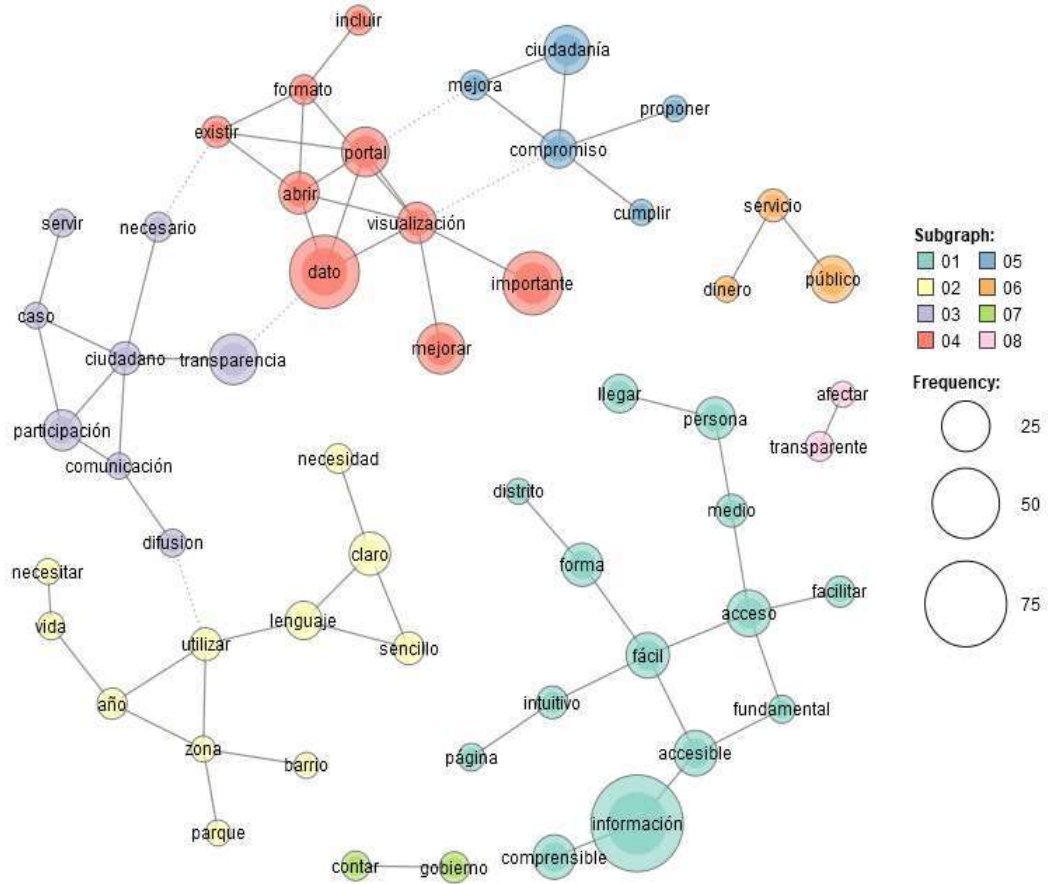 incluir
ciudadanía
mejora
formato
proponer
existir
portal
compromiso
abrir
servicio
servir
necesario
visualización
cumplir
Subgraph:
01 05
02 06
03 07
04 08
dato
importante
dinero
público
caso
ciudadano
transparencia
mejorar
Frequency:
25
50
75
llegar
persona
afectar
participación
transparente
comunicación
necesidad
distrito
medio
difusion
claro
forma
necesitar
facilitar
vida
lenguaje
acceso
utilizar
sencillo
fácil
año
intuitivo
fundamental
zona
página
accesible
barrio
parque
información
comprensible
contar
gobierno